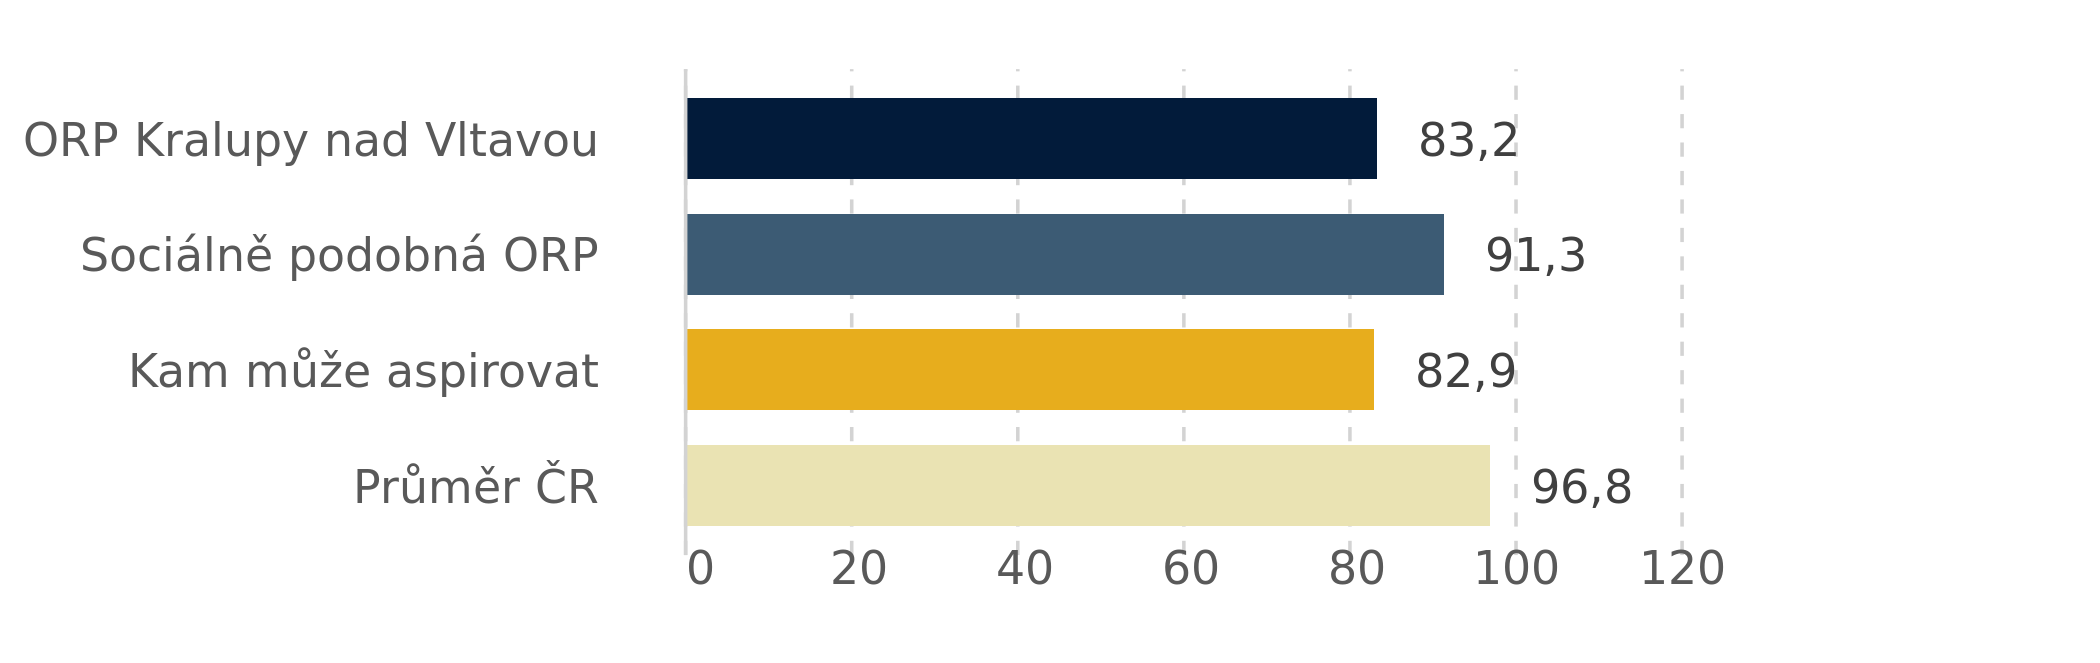 ORP Kralupy nad Vltavou 83,2
Sociálně podobná ORP 91,3
Kam může aspirovat 82,9
Průměr ČR 96,8
0 20 40 60 80 100 120